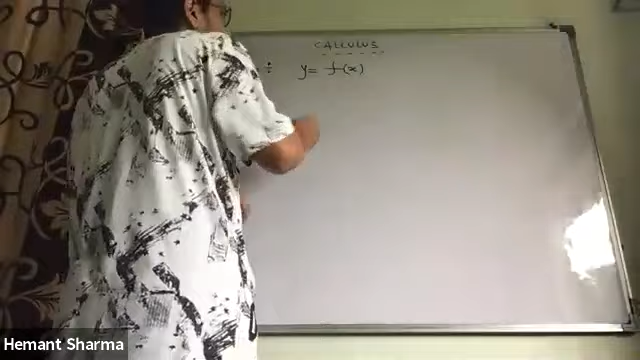 CALCULUS
÷ y = f(x)
Hemant Sharma